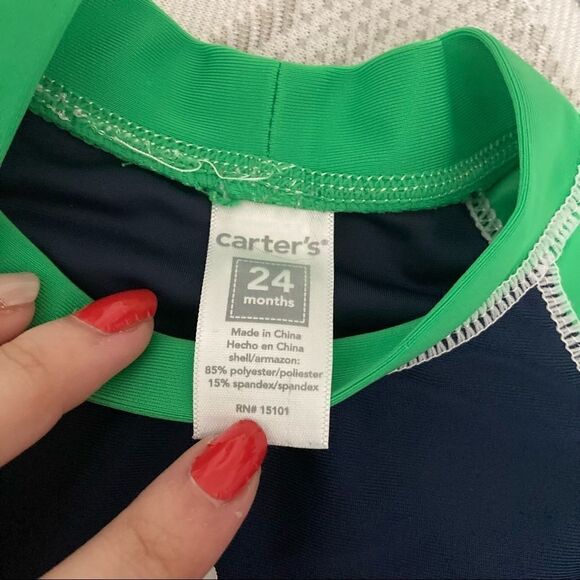 carter's®
24
months
Made in China
Hecho en China
shell/armazon:
85% polyester/poliester
15% spandex/spandex
RN# 15101